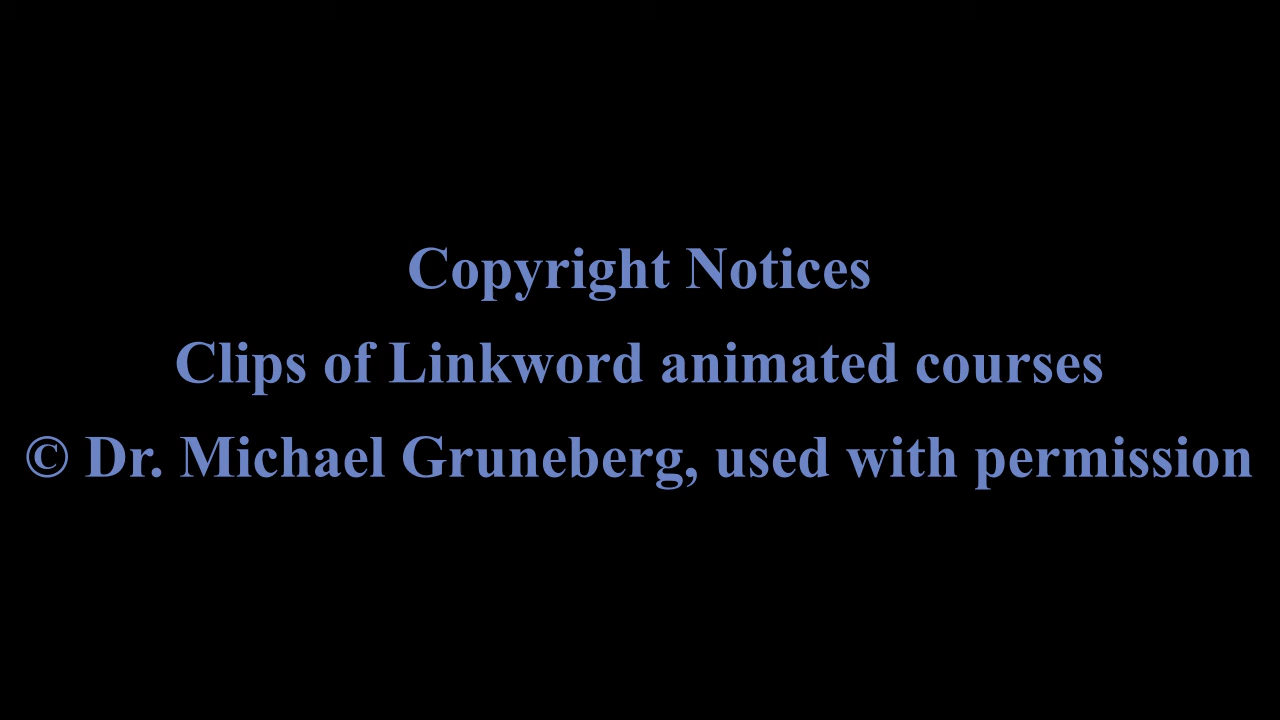 Copyright Notices
Clips of Linkword animated courses
© Dr. Michael Gruneberg, used with permission